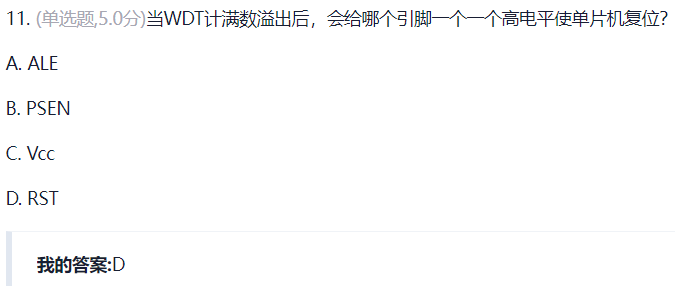 11. (单选题,5.0分)当WDT计满数溢出后，会给哪个引脚一个一个高电平使单片机复位?
A. ALE
B. PSEN
C. Vcc
D. RST
我的答案:D